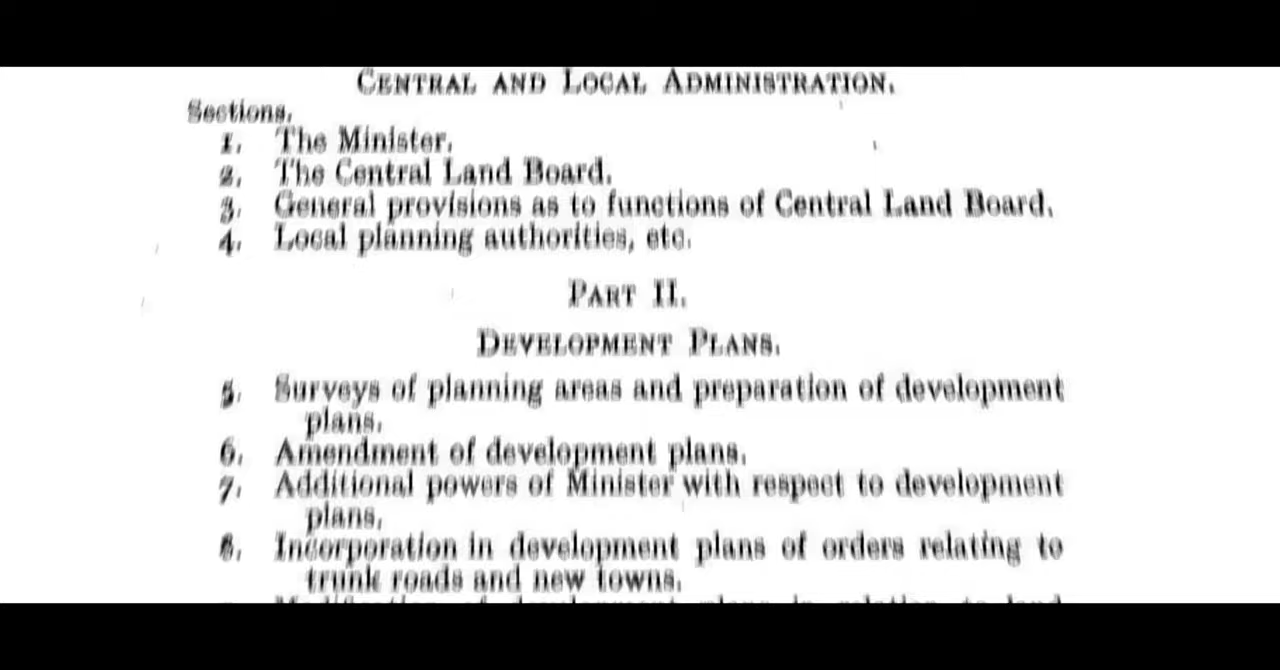 CENTRAL AND LOCAL ADMINISTRATION.
Sections.
1. The Minister.
2. The Central Land Board.
3. General provisions as to functions of Central Land Board.
4. Local planning authorities, etc.
PART II.
DEVELOPMENT PLANS.
5. Surveys of planning areas and preparation of development
plans.
6. Amendment of development plans.
7. Additional powers of Minister with respect to development
plans.
8. Incorporation in development plans of orders relating to
trunk roads and new towns.